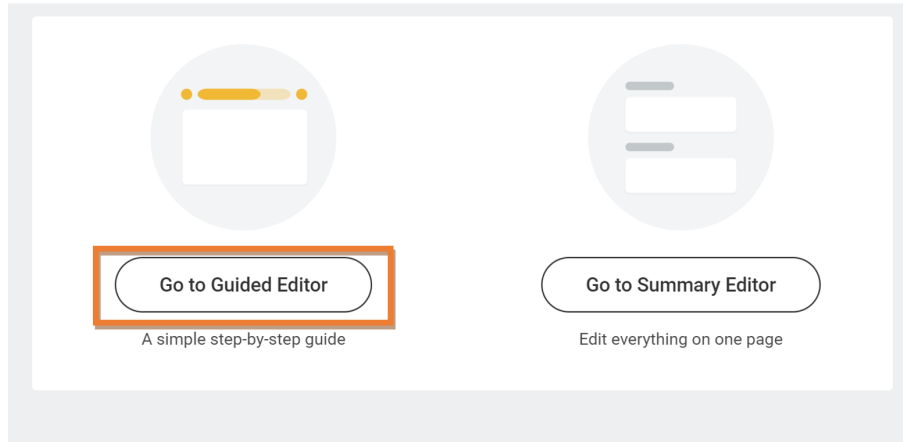 Go to Guided Editor
A simple step-by-step guide
Go to Summary Editor
Edit everything on one page